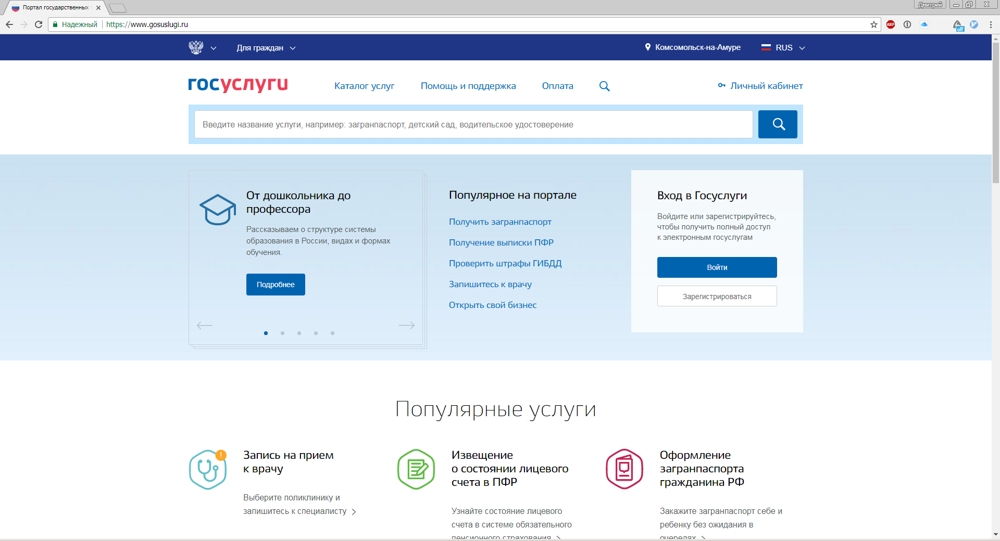 Портал государственных
Дмитрий
Надежный
https://www.gosuslugi.ru
ABP
off
Для граждан
Комсомольск-на-Амуре
RUS
госуслуги
Каталог услуг
Помощь и поддержка
Оплата
Личный кабинет
Введите название услуги, например: загранпаспорт, детский сад, водительское удостоверение
От дошкольника до
профессора
Рассказываем о структуре системы
образования в России, видах и формах
обучения.
Подробнее
Популярное на портале
Получить загранпаспорт
Получение выписки ПФР
Проверить штрафы ГИБДД
Запишитесь к врачу
Открыть свой бизнес
Вход в Госуслуги
Войдите или зарегистрируйтесь,
чтобы получить полный доступ
к электронным госуслугам
Войти
Зарегистрироваться
Популярные услуги
Запись на прием
к врачу
Выберите поликлинику и
запишитесь к специалисту
Извещение
о состоянии лицевого
счета в ПФР
Узнайте состояние лицевого
счета в системе обязательного
пенсионного страхования
Оформление
загранпаспорта
гражданина РФ
Закажите загранпаспорт себе и
ребенку без ожидания в
очередях